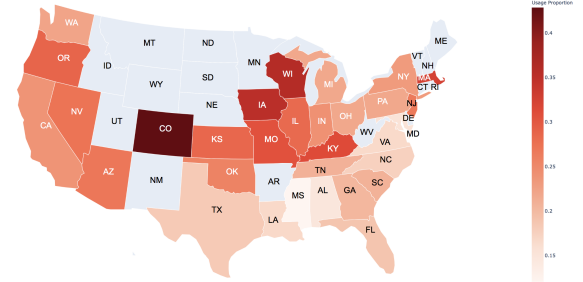 Usage Proportion
WA
MT
ND
ME
OR
ID
MN
VT
NH
WI
SD
WY
MI
NY
MA
CT RI
IA
NE
PA
NJ
NV
UT
CO
IL
IN
OH
DE
MD
CA
KS
MO
KY
WV
VA
AZ
NM
OK
AR
TN
NC
SC
TX
LA
MS
AL
GA
FL
0.4
0.35
0.3
0.25
0.2
0.15